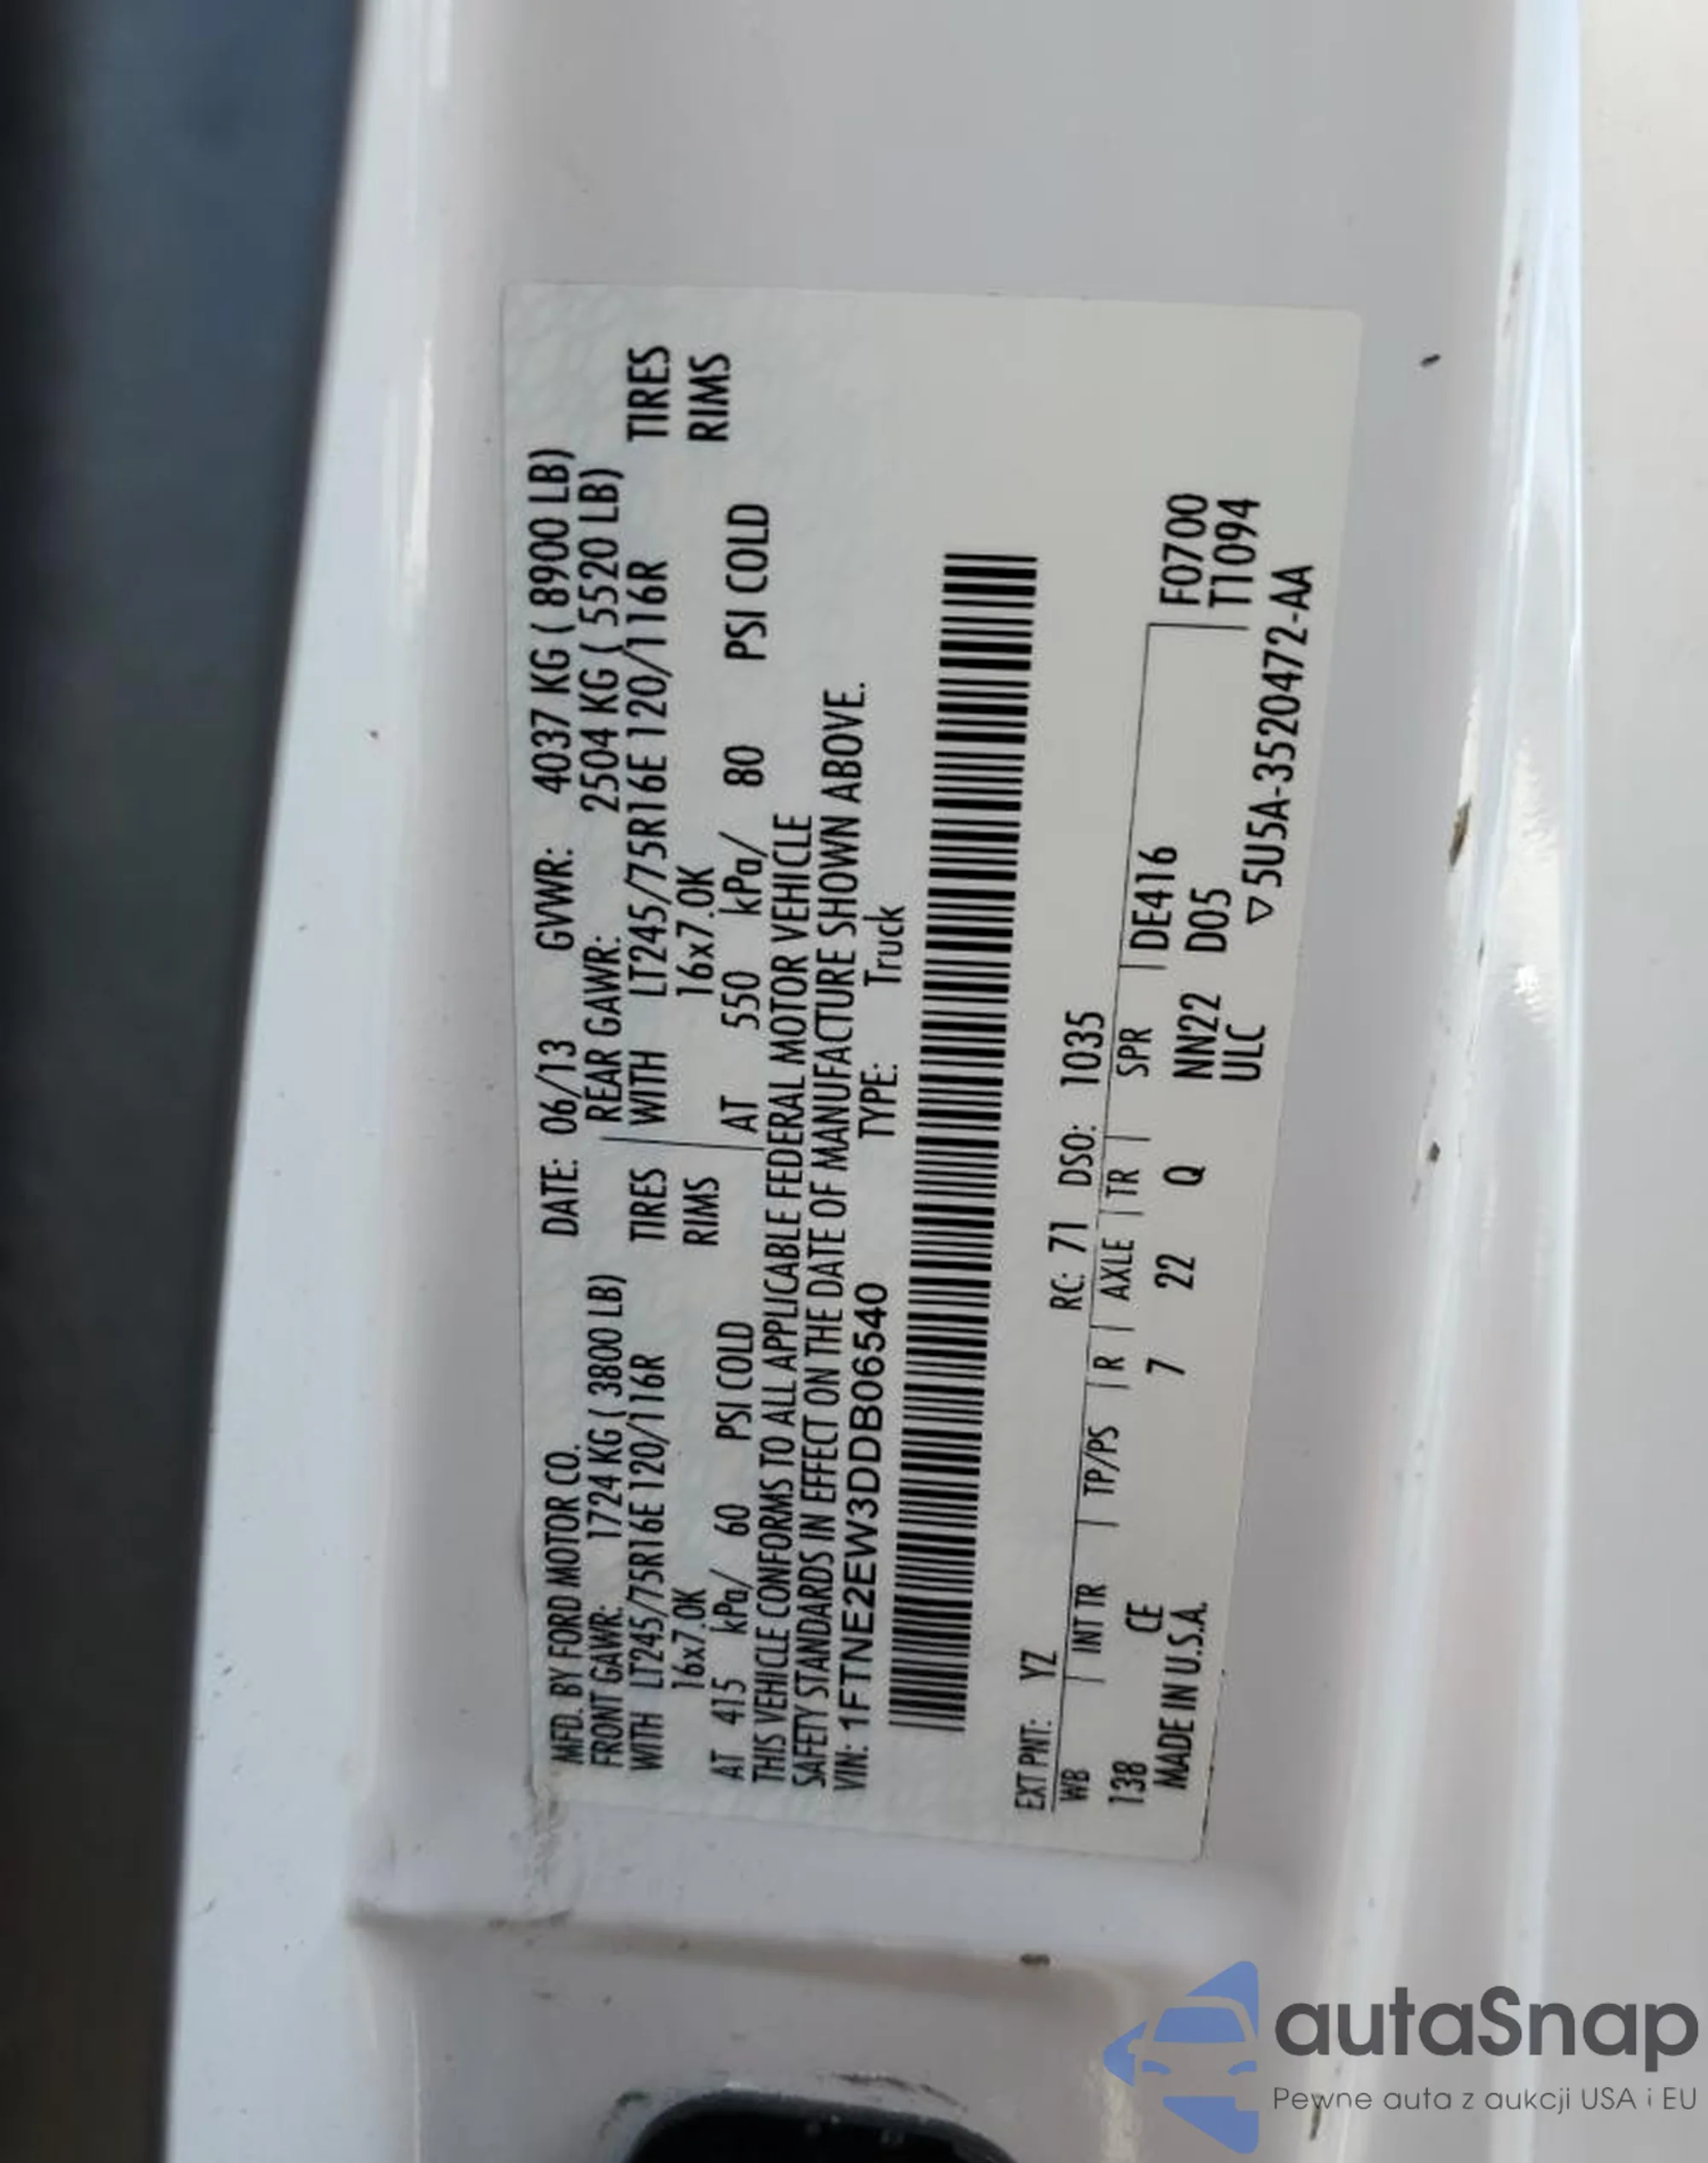 MFD. BY FORD MOTOR CO. DATE: 06/13 GVWR: 4037 KG ( 8900 LB)
FRONT GAWR: 1724 KG ( 3800 LB) REAR GAWR: 2504 KG ( 5520 LB)
WITH LT245/75R16E 120/116R TIRES WITH LT245/75R16E 120/116R TIRES
16x7.0K RIMS 16x7.0K RIMS
AT 415 kPa/ 60 PSI COLD AT 550 kPa/ 80 PSI COLD
THIS VEHICLE CONFORMS TO ALL APPLICABLE FEDERAL MOTOR VEHICLE
SAFETY STANDARDS IN EFFECT ON THE DATE OF MANUFACTURE SHOWN ABOVE.
VIN: 1FTNE2EW3DDB06540 TYPE: Truck
EXT PNT: YZ RC: 71 DSO: 1035
WB | INT TR | TP/PS | R | AXLE | TR | SPR | DE416 F0700
138 CE 7 22 Q NN22 D05 T1094
MADE IN U.S.A. ULC ▽5U5A-3520472-AA
autaSnap
Pewne auta z aukcji USA i EU